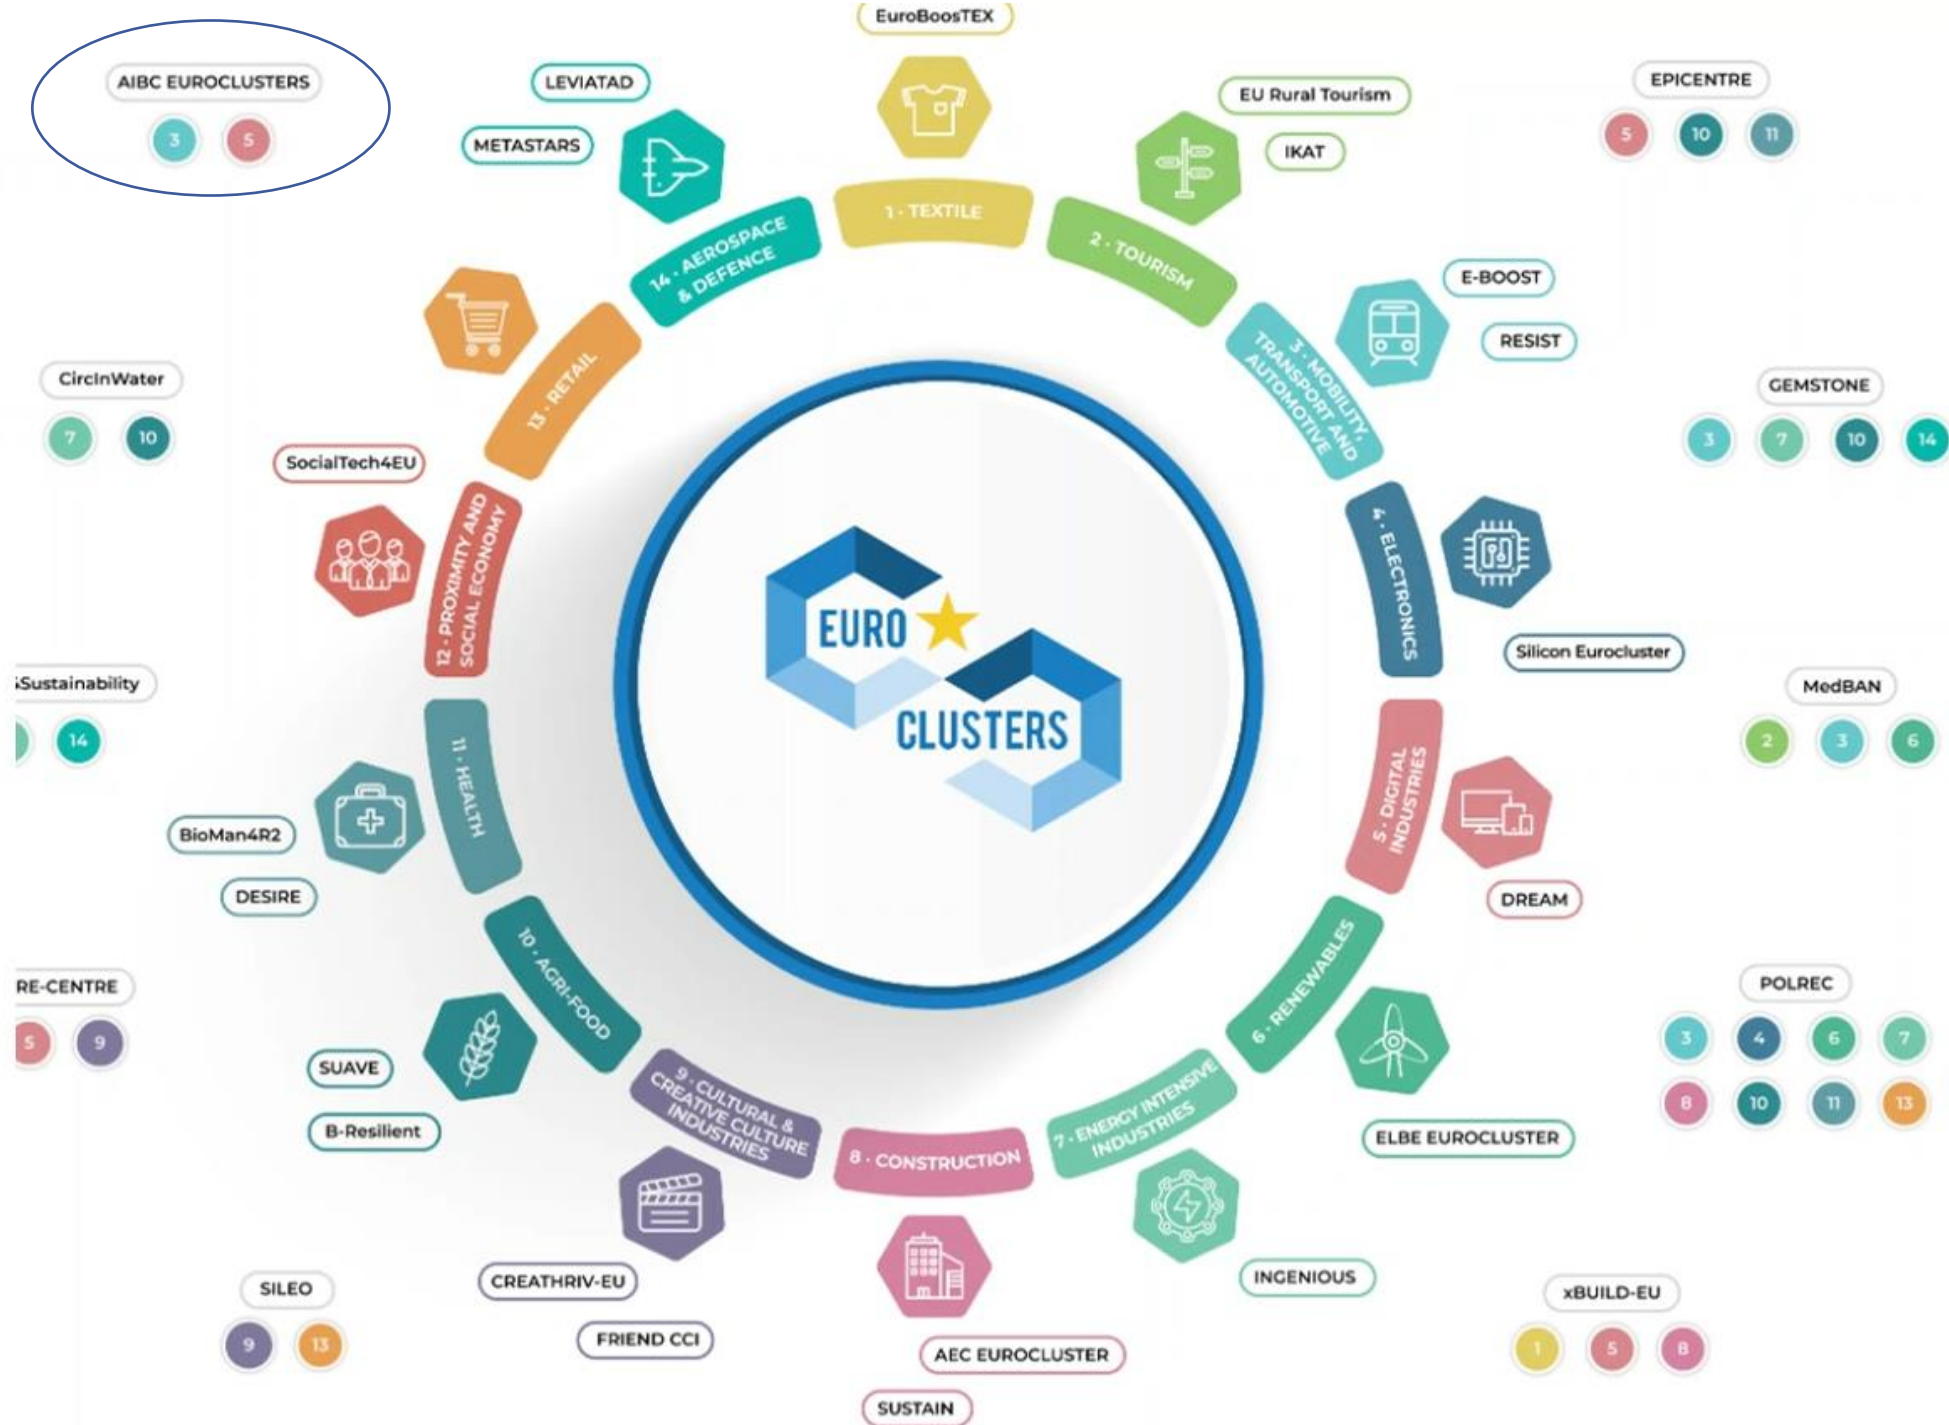 EuroBoosTEX
AIBC EUROCLUSTERS
3
5
LEVIATAD
METASTARS
EU Rural Tourism
IKAT
EPICENTRE
5
10
11
1 · TEXTILE
2 · TOURISM
14 · AEROSPACE
& DEFENCE
E-BOOST
RESIST
3 · MOBILITY,
TRANSPORT AND
AUTOMOTIVE
13 · RETAIL
CircInWater
7
10
GEMSTONE
3
7
10
14
SocialTech4EU
12 · PROXIMITY AND
SOCIAL ECONOMY
4 · ELECTRONICS
Silicon Eurocluster
EURO
CLUSTERS
4Sustainability
14
MedBAN
2
3
6
11 · HEALTH
5 · DIGITAL
INDUSTRIES
BioMan4R2
DESIRE
DREAM
10 · AGRI-FOOD
6 · RENEWABLES
RE-CENTRE
5
9
POLREC
3
4
6
7
8
10
11
13
SUAVE
B-Resilient
9 · CULTURAL &
CREATIVE CULTURE
INDUSTRIES
8 · CONSTRUCTION
7 · ENERGY INTENSIVE
INDUSTRIES
ELBE EUROCLUSTER
CREATHRIV-EU
FRIEND CCI
INGENIOUS
SILEO
9
13
AEC EUROCLUSTER
SUSTAIN
xBUILD-EU
1
5
8